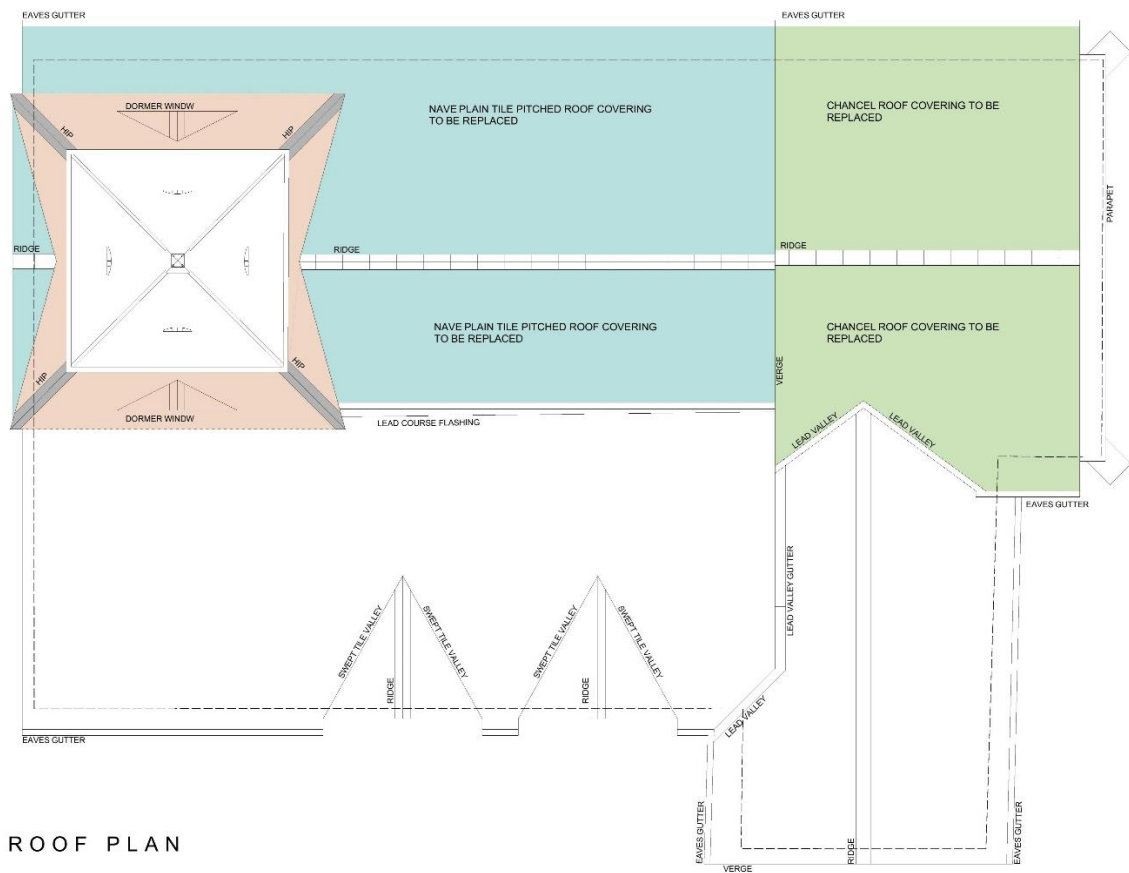 EAVES GUTTER
EAVES GUTTER
DORMER WINDW
HIP
HIP
NAVE PLAIN TILE PITCHED ROOF COVERING
TO BE REPLACED
CHANCEL ROOF COVERING TO BE
REPLACED
PARAPET
RIDGE
RIDGE
RIDGE
NAVE PLAIN TILE PITCHED ROOF COVERING
TO BE REPLACED
CHANCEL ROOF COVERING TO BE
REPLACED
HIP
HIP
VERGE
DORMER WINDW
LEAD COURSE FLASHING
LEAD VALLEY
LEAD VALLEY
EAVES GUTTER
LEAD VALLEY GUTTER
SWEPT TILE VALLEY
SWEPT TILE VALLEY
SWEPT TILE VALLEY
SWEPT TILE VALLEY
RIDGE
RIDGE
LEAD VALLEY
EAVES GUTTER
EAVES GUTTER
RIDGE
EAVES GUTTER
VERGE
ROOF PLAN